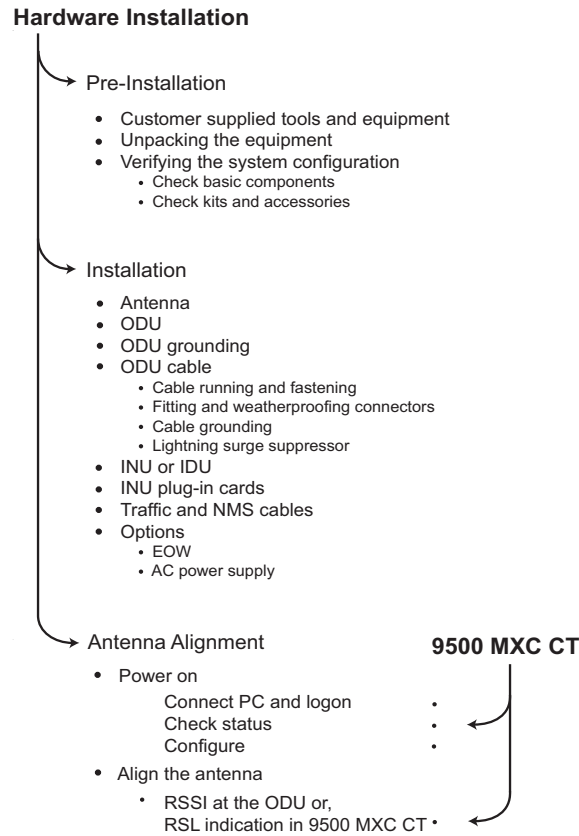 Hardware Installation
Pre-Installation
• Customer supplied tools and equipment
• Unpacking the equipment
• Verifying the system configuration
• Check basic components
• Check kits and accessories
Installation
• Antenna
• ODU
• ODU grounding
• ODU cable
• Cable running and fastening
• Fitting and weatherproofing connectors
• Cable grounding
• Lightning surge suppressor
• INU or IDU
• INU plug-in cards
• Traffic and NMS cables
• Options
• EOW
• AC power supply
Antenna Alignment
9500 MXC CT
• Power on
Connect PC and logon •
Check status •
Configure •
• Align the antenna
• RSSI at the ODU or,
RSL indication in 9500 MXC CT •